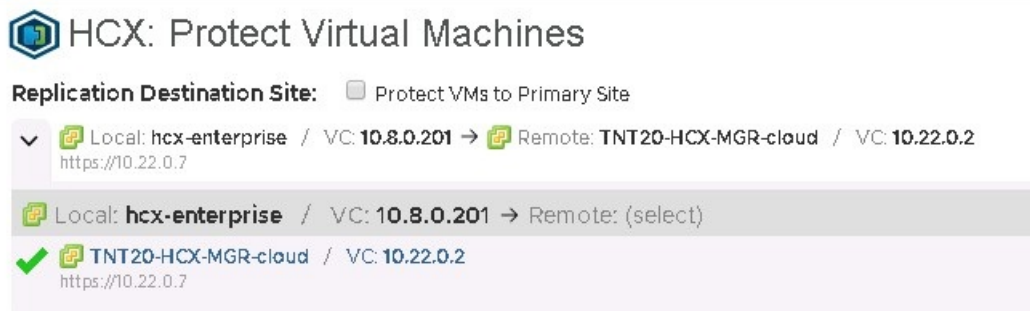 HCX: Protect Virtual Machines
Replication Destination Site: Protect VMs to Primary Site
Local: hcx-enterprise / VC: 10.8.0.201 → Remote: TNT20-HCX-MGR-cloud / VC: 10.22.0.2
https://10.22.0.7
Local: hcx-enterprise / VC: 10.8.0.201 → Remote: (select)
TNT20-HCX-MGR-cloud / VC: 10.22.0.2
https://10.22.0.7